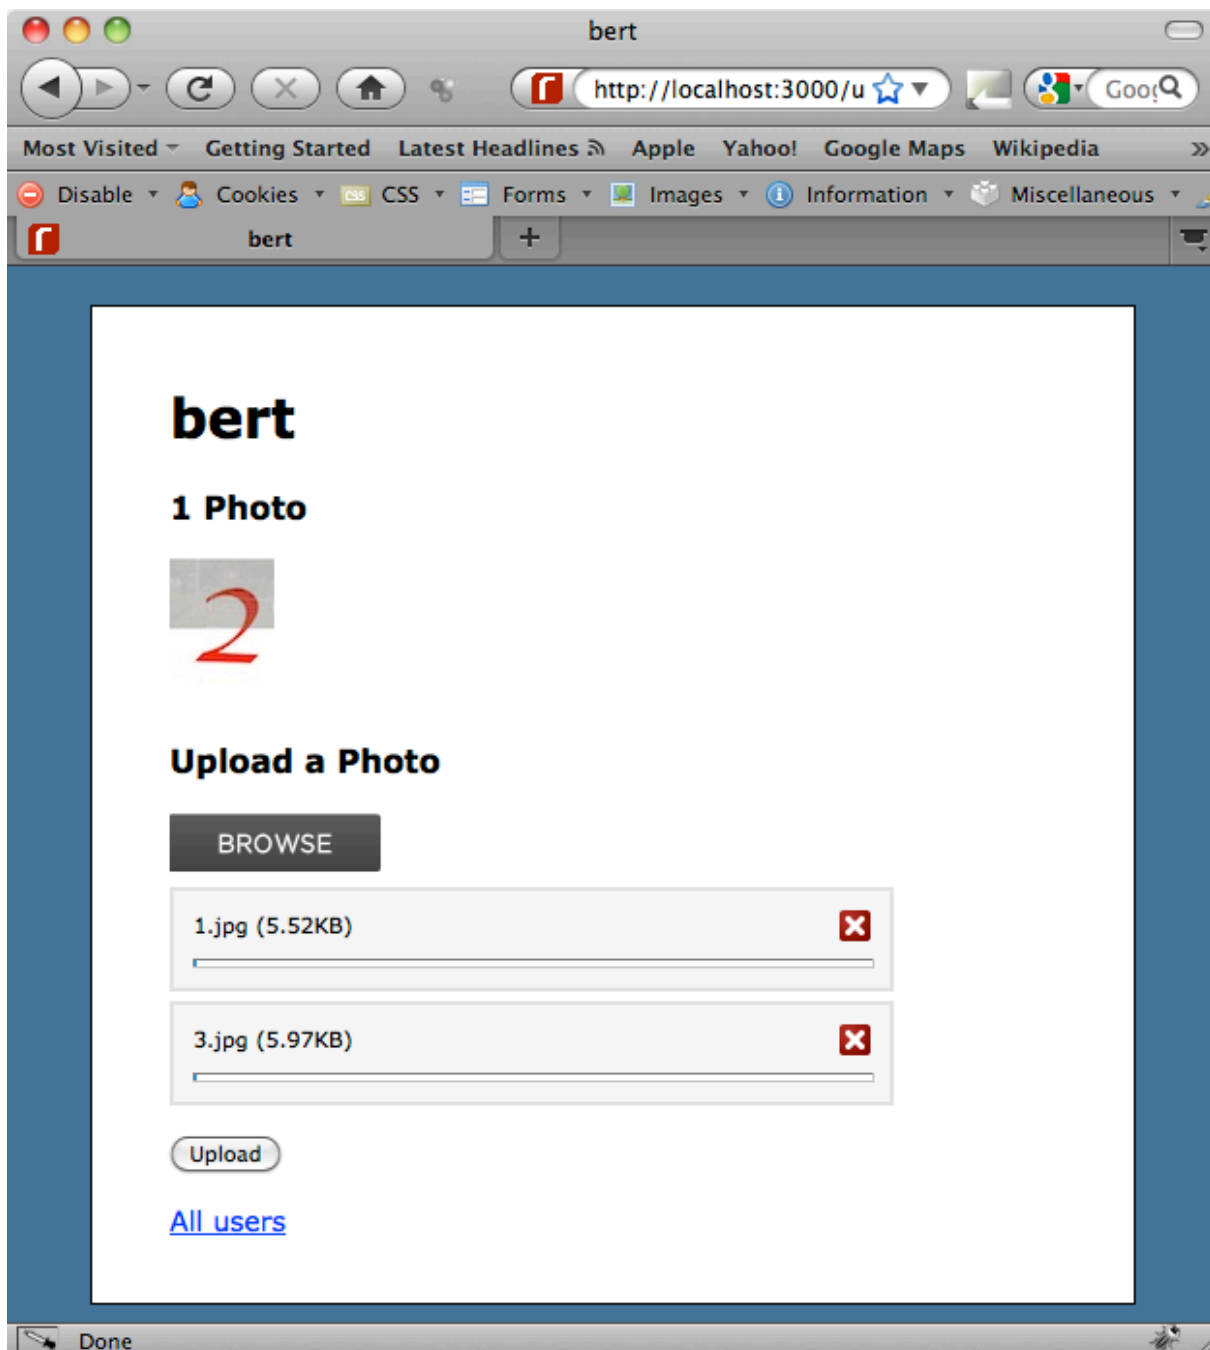 bert
http://localhost:3000/u
Most Visited Getting Started Latest Headlines Apple Yahoo! Google Maps Wikipedia »
Disable Cookies CSS Forms Images Information Miscellaneous
r bert +
bert
1 Photo
2
Upload a Photo
BROWSE
1.jpg (5.52KB)
3.jpg (5.97KB)
Upload
All users
Done